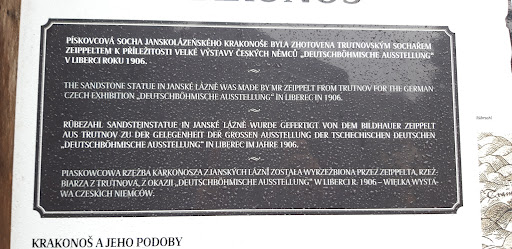 KRAKONOŠ
PÍSKOVCOVÁ SOCHA JANSKOLÁZEŇSKÉHO KRAKONOŠE BYLA ZHOTOVENA TRUTNOVSKÝM SOCHAŘEM
ZEIPPELTEM K PŘÍLEŽITOSTI VELKÉ VÝSTAVY ČESKÝCH NĚMCŮ „DEUTSCHBÖHMISCHE AUSSTELLUNG“
V LIBERCI ROKU 1906.
THE SANDSTONE STATUE IN JANSKÉ LÁZNĚ WAS MADE BY MR ZEIPPELT FROM TRUTNOV FOR THE GERMAN
CZECH EXHIBITION „DEUTSCHBÖHMISCHE AUSSTELLUNG“ IN LIBEREC IN 1906.
RÜBEZAHL SANDSTEINSTATUE IN JANSKÉ LÁZNĚ WURDE GEFERTIGT VON DEM BILDHAUER ZEIPPELT
AUS TRUTNOV ZU DER GELEGENHEIT DER GROSSEN AUSSTELLUNG DER TSCHECHISCHEN DEUTSCHEN
„DEUTSCHBÖHMISCHE AUSSTELLUNG“ IN LIBEREC IM JAHRE 1906.
PIASKOWCOWA RZEŹBA KARKONOSZA Z JANSKÝCH LÁZNÍ ZOSTAŁA WYRZEŹBIONA PRZEZ ZEIPPELTA, RZEŹ-
BIARZA Z TRUTNOVA, Z OKAZJI „DEUTSCHBÖHMISCHE AUSSTELLUNG“ W LIBERCI R. 1906 – WIELKA WYSTA-
WA CZESKICH NIEMCÓW.
KRAKONOŠ A JEHO PODOBY